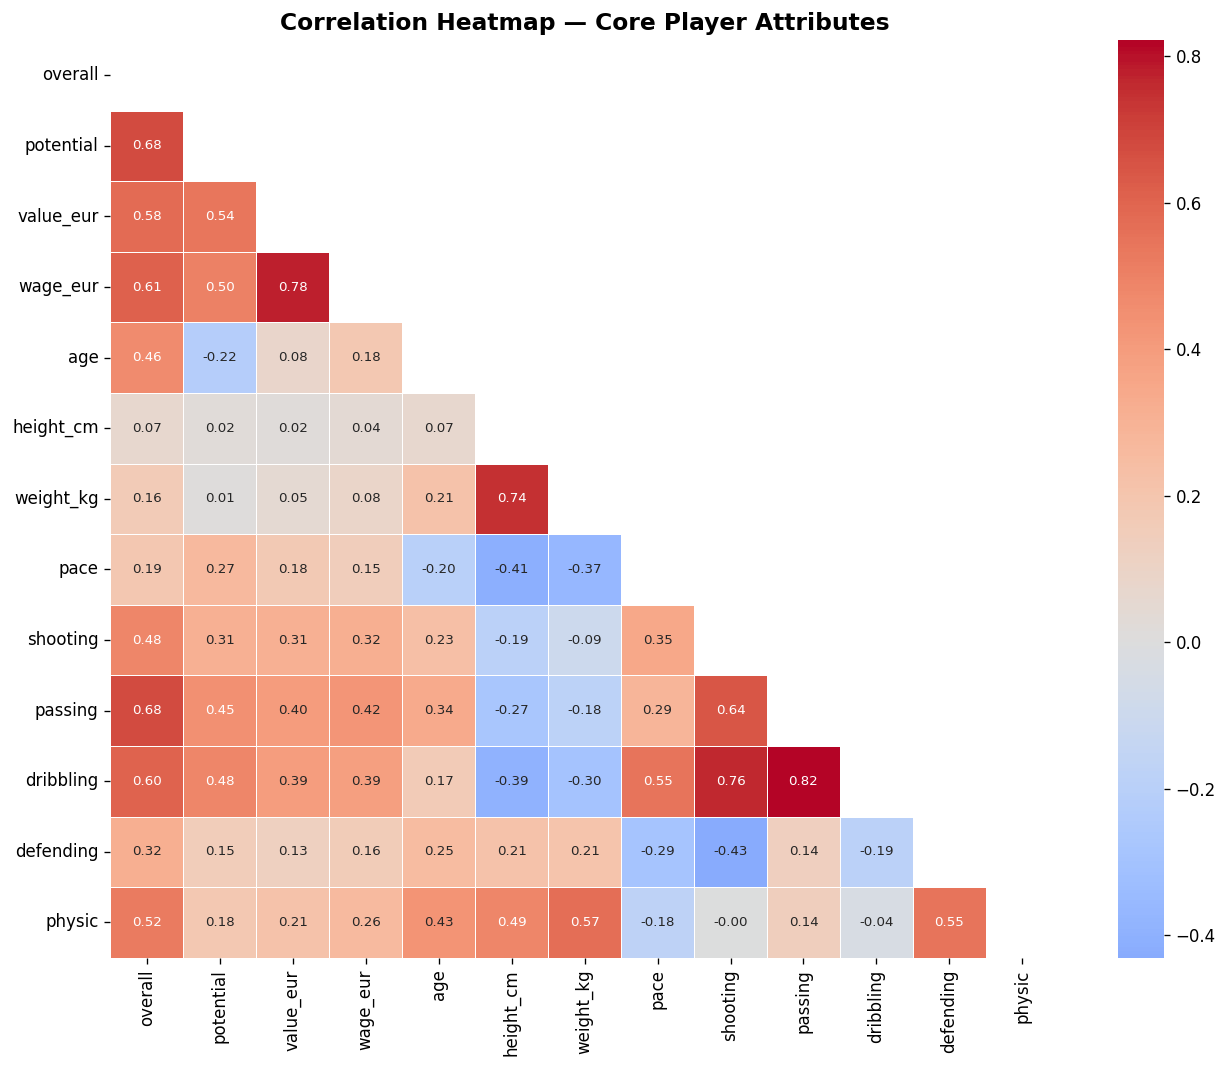 Correlation Heatmap — Core Player Attributes
overall
potential 0.68
value_eur 0.58 0.54
wage_eur 0.61 0.50 0.78
age 0.46 -0.22 0.08 0.18
height_cm 0.07 0.02 0.02 0.04 0.07
weight_kg 0.16 0.01 0.05 0.08 0.21 0.74
pace 0.19 0.27 0.18 0.15 -0.20 -0.41 -0.37
shooting 0.48 0.31 0.31 0.32 0.23 -0.19 -0.09 0.35
passing 0.68 0.45 0.40 0.42 0.34 -0.27 -0.18 0.29 0.64
dribbling 0.60 0.48 0.39 0.39 0.17 -0.39 -0.30 0.55 0.76 0.82
defending 0.32 0.15 0.13 0.16 0.25 0.21 0.21 -0.29 -0.43 0.14 -0.19
physic 0.52 0.18 0.21 0.26 0.43 0.49 0.57 -0.18 -0.00 0.14 -0.04 0.55
overall potential value_eur wage_eur age height_cm weight_kg pace shooting passing dribbling defending physic
0.8
0.6
0.4
0.2
0.0
−0.2
−0.4